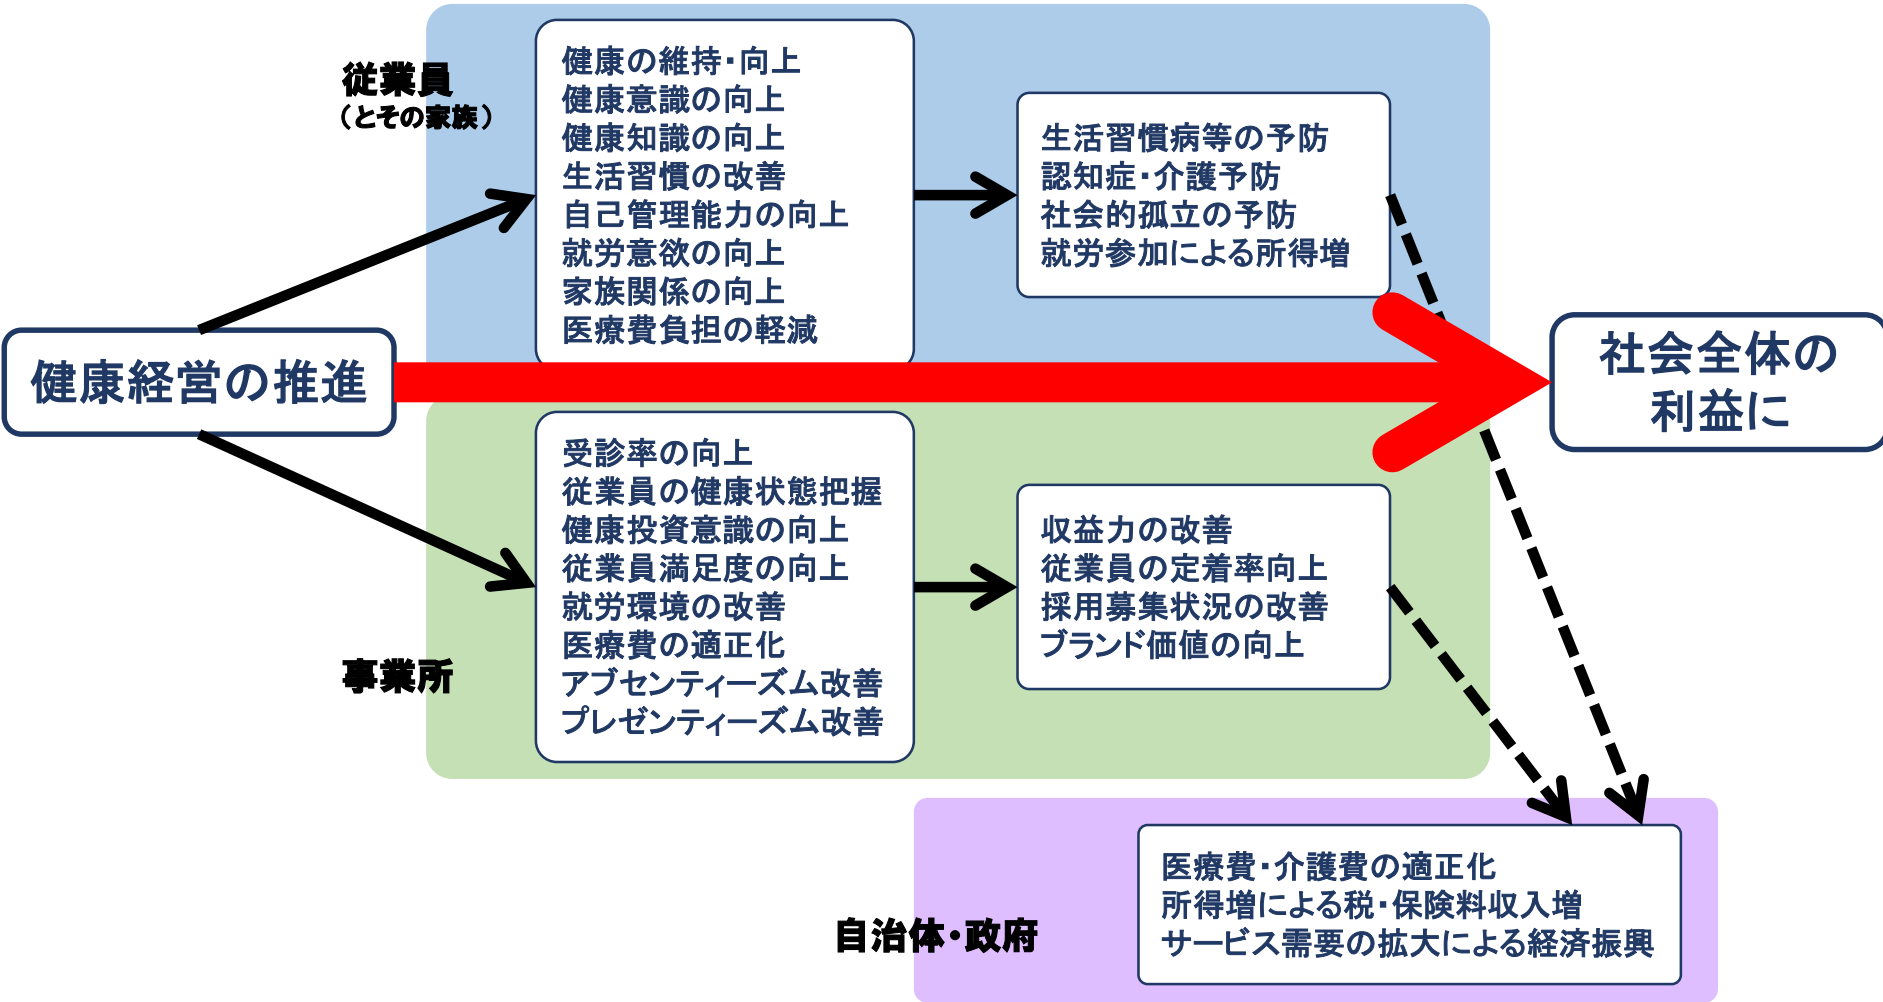 従業員
（とその家族）
健康の維持・向上
健康意識の向上
健康知識の向上
生活習慣の改善
自己管理能力の向上
就労意欲の向上
家族関係の向上
医療費負担の軽減
生活習慣病等の予防
認知症・介護予防
社会的孤立の予防
就労参加による所得増
健康経営の推進
社会全体の
利益に
事業所
受診率の向上
従業員の健康状態把握
健康投資意識の向上
従業員満足度の向上
就労環境の改善
医療費の適正化
アブセンティーズム改善
プレゼンティーズム改善
収益力の改善
従業員の定着率向上
採用募集状況の改善
ブランド価値の向上
自治体・政府
医療費・介護費の適正化
所得増による税・保険料収入増
サービス需要の拡大による経済振興